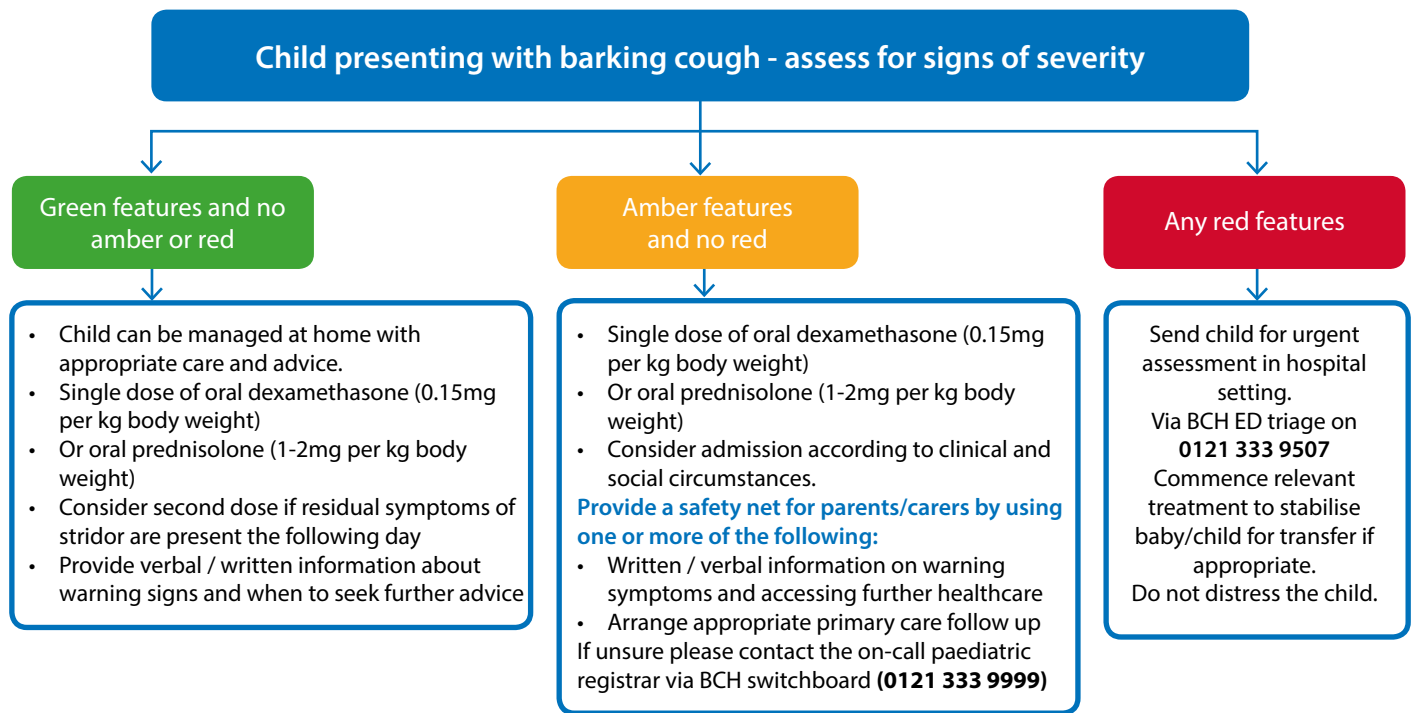 Child presenting with barking cough - assess for signs of severity
Green features and no
amber or red
• Child can be managed at home with
appropriate care and advice.
• Single dose of oral dexamethasone (0.15mg
per kg body weight)
• Or oral prednisolone (1-2mg per kg body
weight)
• Consider second dose if residual symptoms of
stridor are present the following day
• Provide verbal / written information about
warning signs and when to seek further advice
Amber features
and no red
• Single dose of oral dexamethasone (0.15mg
per kg body weight)
• Or oral prednisolone (1-2mg per kg body
weight)
• Consider admission according to clinical and
social circumstances.
Provide a safety net for parents/carers by using
one or more of the following:
• Written / verbal information on warning
symptoms and accessing further healthcare
• Arrange appropriate primary care follow up
If unsure please contact the on-call paediatric
registrar via BCH switchboard (0121 333 9999)
Any red features
Send child for urgent
assessment in hospital
setting.
Via BCH ED triage on
0121 333 9507
Commence relevant
treatment to stabilise
baby/child for transfer if
appropriate.
Do not distress the child.